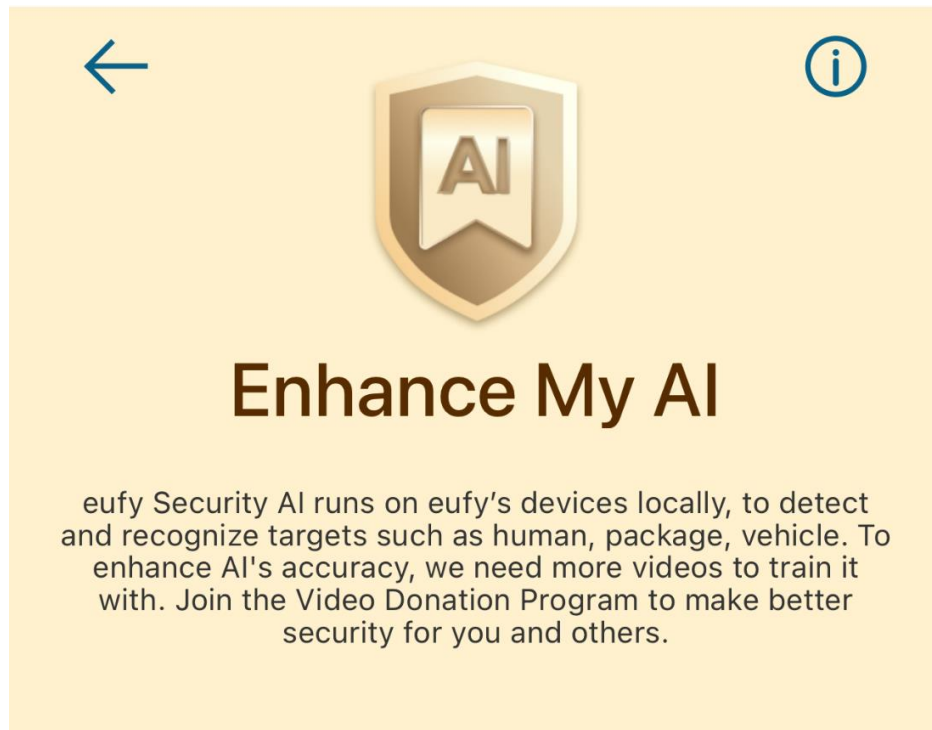 AI
Enhance My AI
eufy Security AI runs on eufy’s devices locally, to detect
and recognize targets such as human, package, vehicle. To
enhance AI's accuracy, we need more videos to train it
with. Join the Video Donation Program to make better
security for you and others.